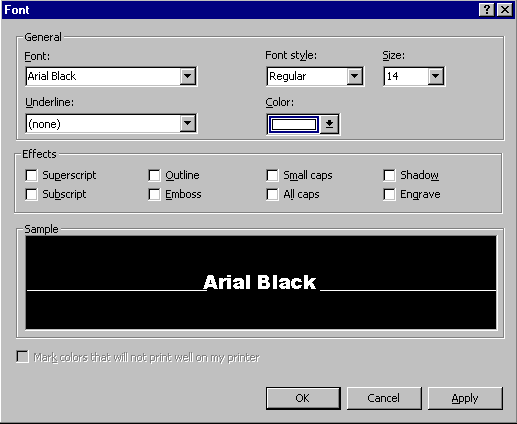 Font
General
Font: Font style: Size:
Arial Black Regular 14
Underline: Color:
(none)
Effects
Superscript Outline Small caps Shadow
Subscript Emboss All caps Engrave
Sample
Arial Black
Mark colors that will not print well on my printer
OK Cancel Apply